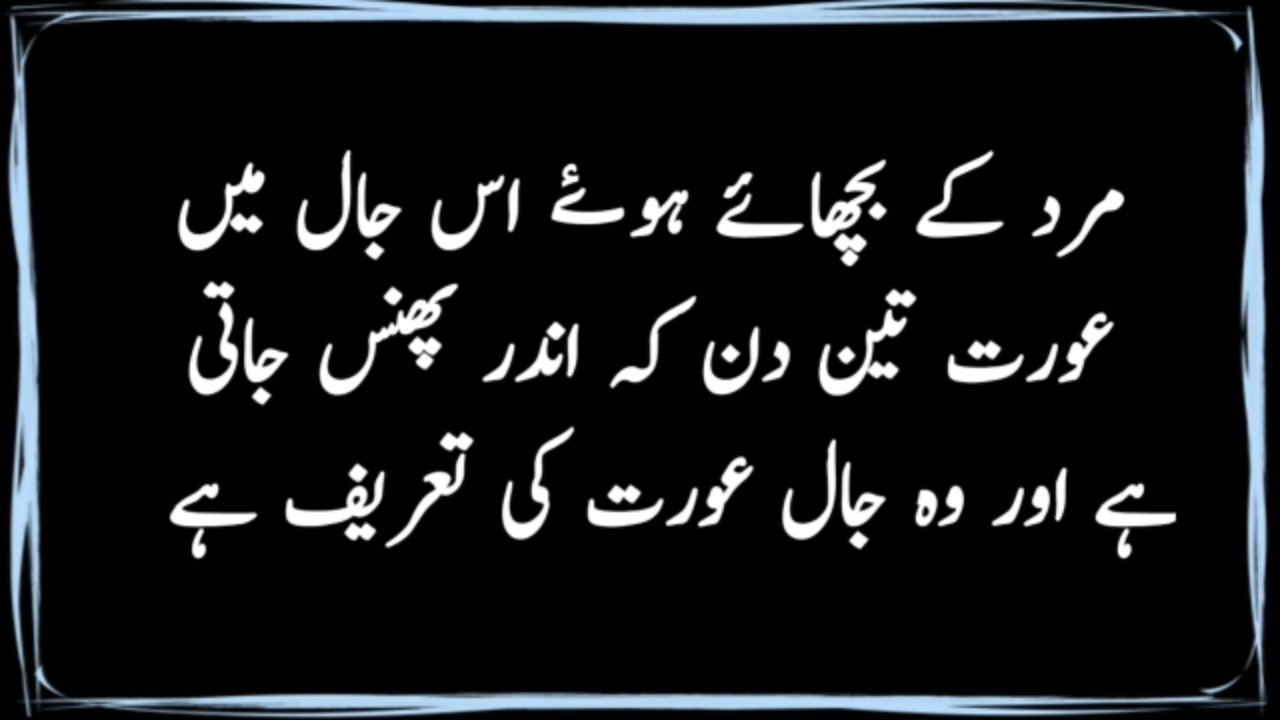 مرد کے بچھائے ہوئے اس جال میں
عورت تین دن کہ اندر پھنس جاتی
ہے اور وہ جال عورت کی تعریف ہے